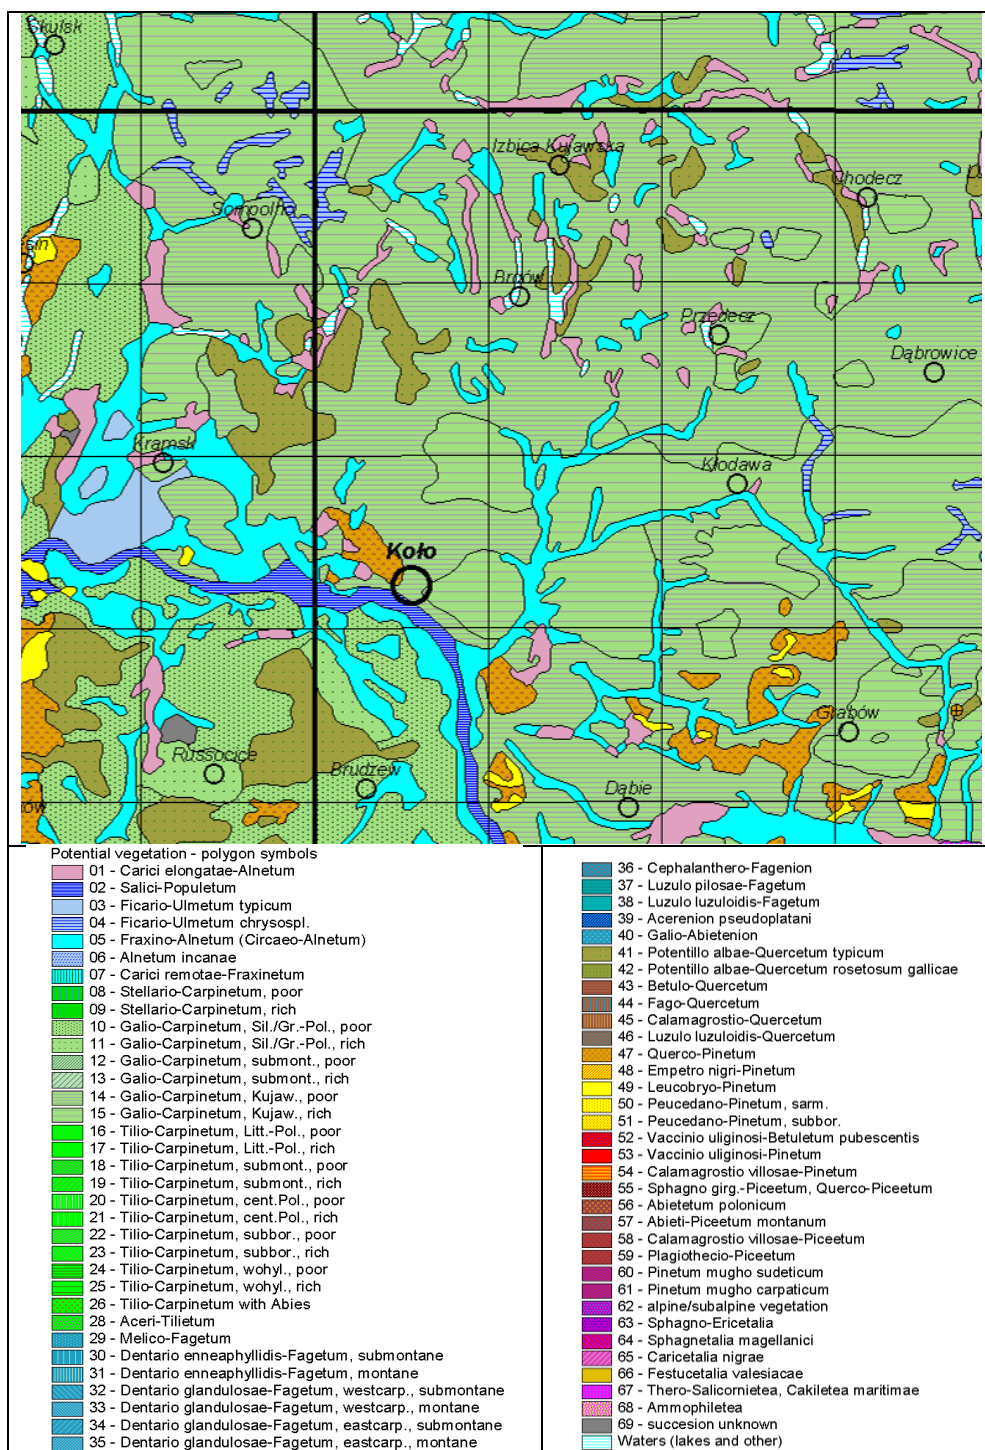 Skulsk
Izbica Kujawska
Chodecz
Sompolno
Brdów
Przedecz
Dąbrowice
Kramsk
Kłodawa
Koło
Grabów
Russocice
Brudzew
Dąbie
Potential vegetation - polygon symbols
01 - Carici elongatae-Alnetum
02 - Salici-Populetum
03 - Ficario-Ulmetum typicum
04 - Ficario-Ulmetum chrysospl.
05 - Fraxino-Alnetum (Circaeo-Alnetum)
06 - Alnetum incanae
07 - Carici remotae-Fraxinetum
08 - Stellario-Carpinetum, poor
09 - Stellario-Carpinetum, rich
10 - Galio-Carpinetum, Sil./Gr.-Pol., poor
11 - Galio-Carpinetum, Sil./Gr.-Pol., rich
12 - Galio-Carpinetum, submont., poor
13 - Galio-Carpinetum, submont., rich
14 - Galio-Carpinetum, Kujaw., poor
15 - Galio-Carpinetum, Kujaw., rich
16 - Tilio-Carpinetum, Litt.-Pol., poor
17 - Tilio-Carpinetum, Litt.-Pol., rich
18 - Tilio-Carpinetum, submont., poor
19 - Tilio-Carpinetum, submont., rich
20 - Tilio-Carpinetum, cent.Pol., poor
21 - Tilio-Carpinetum, cent.Pol., rich
22 - Tilio-Carpinetum, subbor., poor
23 - Tilio-Carpinetum, subbor., rich
24 - Tilio-Carpinetum, wohyl., poor
25 - Tilio-Carpinetum, wohyl., rich
26 - Tilio-Carpinetum with Abies
28 - Aceri-Tilietum
29 - Melico-Fagetum
30 - Dentario enneaphyllidis-Fagetum, submontane
31 - Dentario enneaphyllidis-Fagetum, montane
32 - Dentario glandulosae-Fagetum, westcarp., submontane
33 - Dentario glandulosae-Fagetum, westcarp., montane
34 - Dentario glandulosae-Fagetum, eastcarp., submontane
35 - Dentario glandulosae-Fagetum, eastcarp., montane
36 - Cephalanthero-Fagenion
37 - Luzulo pilosae-Fagetum
38 - Luzulo luzuloidis-Fagetum
39 - Acerenion pseudoplatani
40 - Galio-Abietenion
41 - Potentillo albae-Quercetum typicum
42 - Potentillo albae-Quercetum rosetosum gallicae
43 - Betulo-Quercetum
44 - Fago-Quercetum
45 - Calamagrostio-Quercetum
46 - Luzulo luzuloidis-Quercetum
47 - Querco-Pinetum
48 - Empetro nigri-Pinetum
49 - Leucobryo-Pinetum
50 - Peucedano-Pinetum, sarm.
51 - Peucedano-Pinetum, subbor.
52 - Vaccinio uliginosi-Betuletum pubescentis
53 - Vaccinio uliginosi-Pinetum
54 - Calamagrostio villosae-Pinetum
55 - Sphagno girg.-Piceetum, Querco-Piceetum
56 - Abietetum polonicum
57 - Abieti-Piceetum montanum
58 - Calamagrostio villosae-Piceetum
59 - Plagiothecio-Piceetum
60 - Pinetum mugho sudeticum
61 - Pinetum mugho carpaticum
62 - alpine/subalpine vegetation
63 - Sphagno-Ericetalia
64 - Sphagnetalia magellanici
65 - Caricetalia nigrae
66 - Festucetalia valesiacae
67 - Thero-Salicornietea, Cakiletea maritimae
68 - Ammophiletea
69 - succesion unknown
Waters (lakes and other)